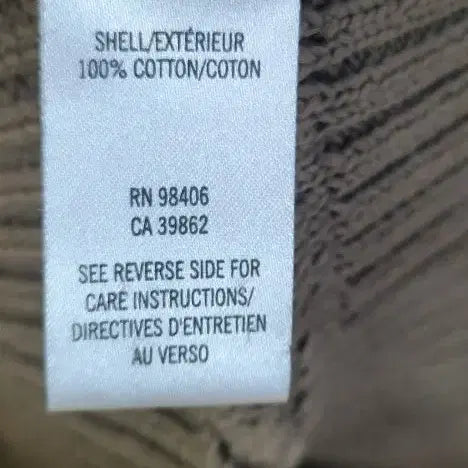 SHELL/EXTÉRIEUR
100% COTTON/COTON
RN 98406
CA 39862
SEE REVERSE SIDE FOR
CARE INSTRUCTIONS/
DIRECTIVES D'ENTRETIEN
AU VERSO